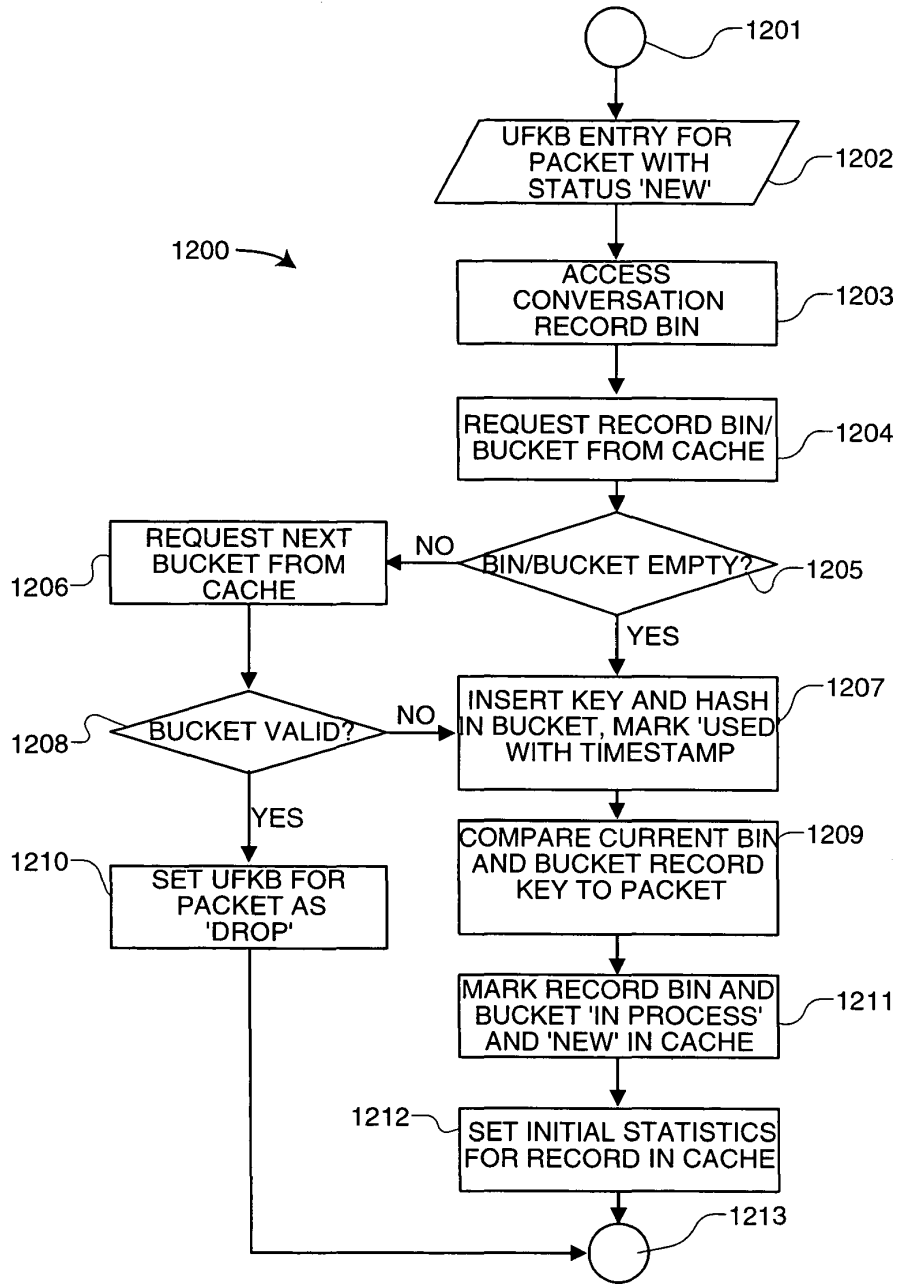 1201
UFKB ENTRY FOR
PACKET WITH
STATUS 'NEW'
1202
1200
ACCESS
CONVERSATION
RECORD BIN
1203
REQUEST RECORD BIN/
BUCKET FROM CACHE
1204
REQUEST NEXT
BUCKET FROM
CACHE
1206
NO
BIN/BUCKET EMPTY?
1205
YES
INSERT KEY AND HASH
IN BUCKET, MARK 'USED
WITH TIMESTAMP
1207
BUCKET VALID?
1208
NO
YES
COMPARE CURRENT BIN
AND BUCKET RECORD
KEY TO PACKET
1209
1210
SET UFKB FOR
PACKET AS
'DROP'
MARK RECORD BIN AND
BUCKET 'IN PROCESS'
AND 'NEW' IN CACHE
1211
1212
SET INITIAL STATISTICS
FOR RECORD IN CACHE
1213